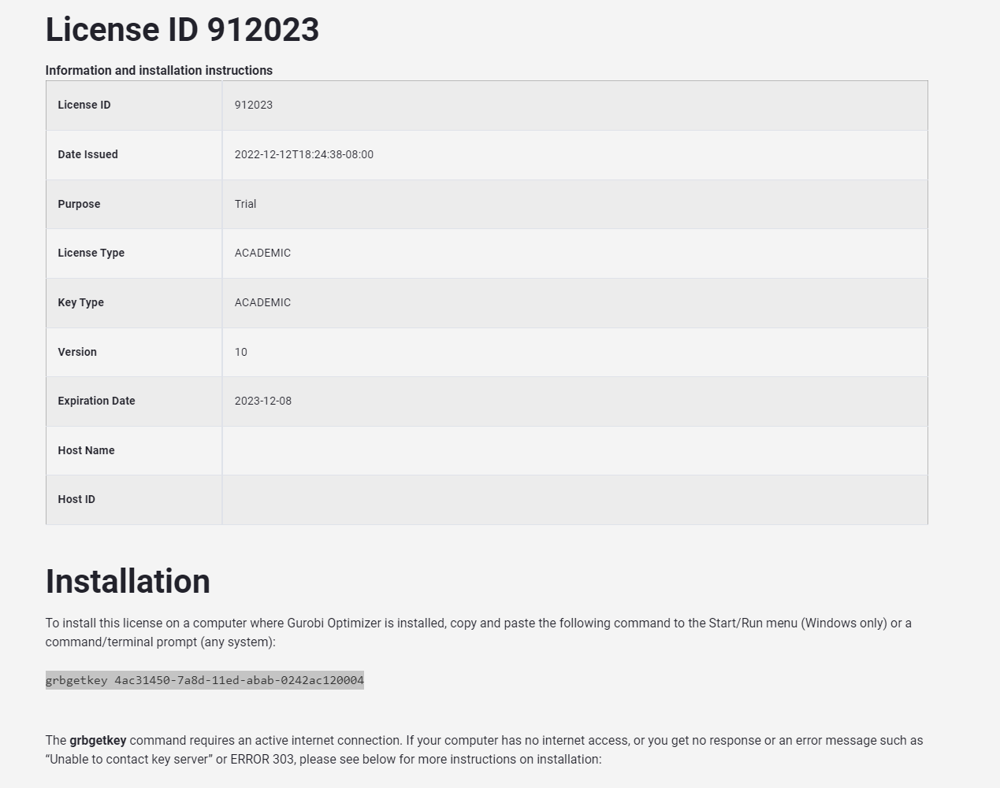 License ID 912023
Information and installation instructions
License ID 912023
Date Issued 2022-12-12T18:24:38-08:00
Purpose Trial
License Type ACADEMIC
Key Type ACADEMIC
Version 10
Expiration Date 2023-12-08
Host Name
Host ID
Installation
To install this license on a computer where Gurobi Optimizer is installed, copy and paste the following command to the Start/Run menu (Windows only) or a
command/terminal prompt (any system):
grbgetkey 4ac31450-7a8d-11ed-abab-0242ac120004
The grbgetkey command requires an active internet connection. If your computer has no internet access, or you get no response or an error message such as
“Unable to contact key server” or ERROR 303, please see below for more instructions on installation: